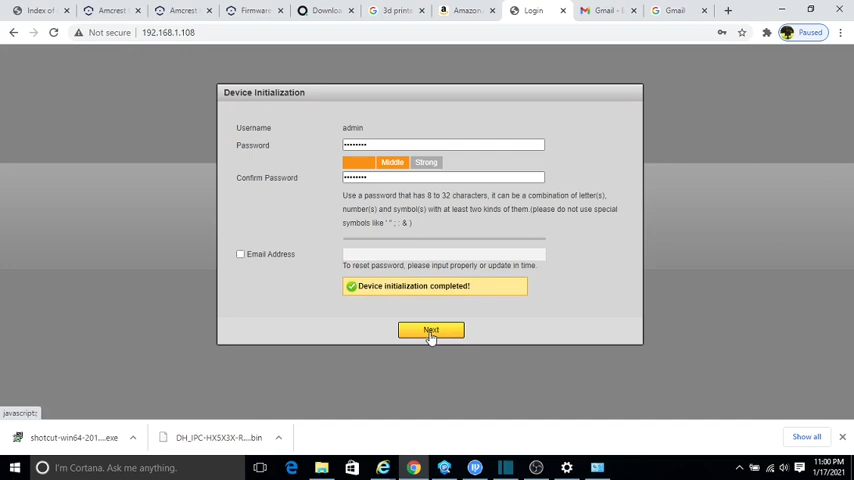 Index of
Amcrest
Amcrest
Firmware
Downloa
3d printe
Amazon
Login
Gmail - E
Gmail
Not secure
192.168.1.108
Paused
Device Initialization
Username
admin
Password
••••••••
Middle
Strong
Confirm Password
••••••••
Use a password that has 8 to 32 characters, it can be a combination of letter(s),
number(s) and symbol(s) with at least two kinds of them.(please do not use special
symbols like ' " ; : & )
Email Address
To reset password, please input properly or update in time.
Device initialization completed!
Next
javascript:;
shotcut-win64-201....exe
DH_IPC-HX5X3X-R....bin
Show all
I'm Cortana. Ask me anything.
11:00 PM
1/17/2021